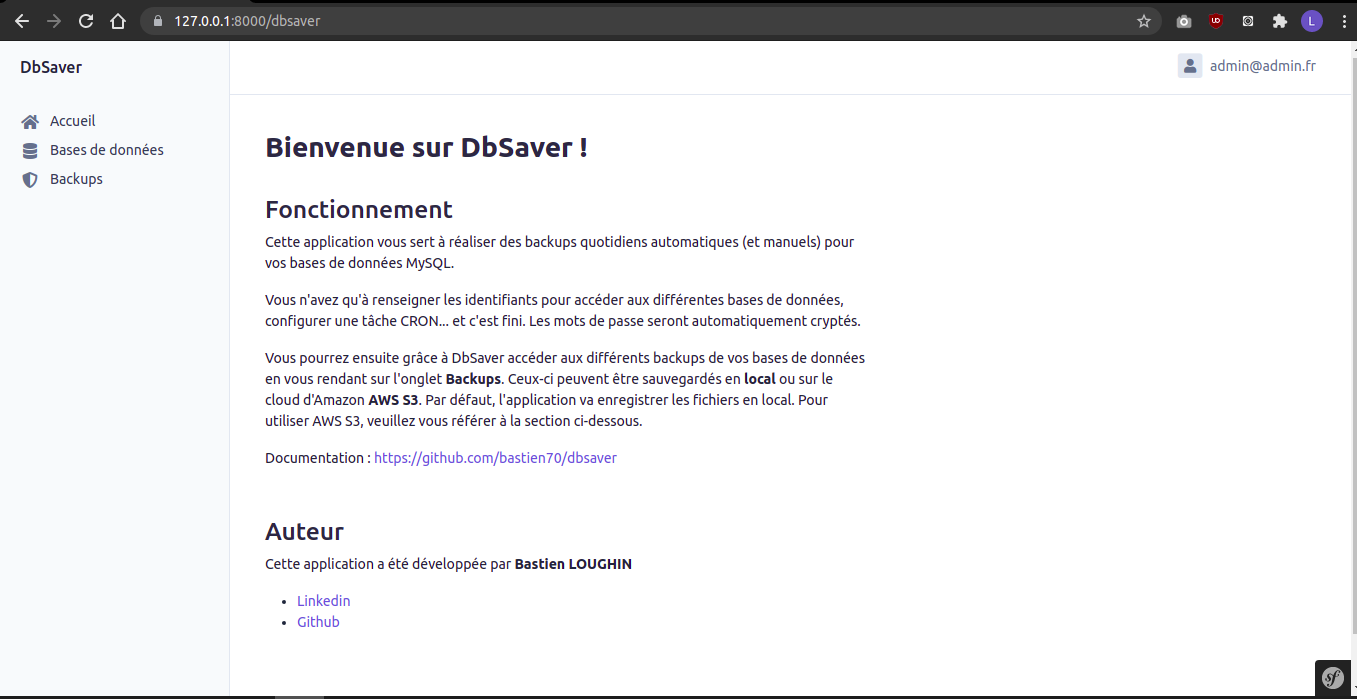 127.0.0.1:8000/dbsaver
L
DbSaver
admin@admin.fr
Accueil
Bases de données
Backups
Bienvenue sur DbSaver !
Fonctionnement
Cette application vous sert à réaliser des backups quotidiens automatiques (et manuels) pour
vos bases de données MySQL.
Vous n'avez qu'à renseigner les identifiants pour accéder aux différentes bases de données,
configurer une tâche CRON... et c'est fini. Les mots de passe seront automatiquement cryptés.
Vous pourrez ensuite grâce à DbSaver accéder aux différents backups de vos bases de données
en vous rendant sur l'onglet Backups. Ceux-ci peuvent être sauvegardés en local ou sur le
cloud d'Amazon AWS S3. Par défaut, l'application va enregistrer les fichiers en local. Pour
utiliser AWS S3, veuillez vous référer à la section ci-dessous.
Documentation : https://github.com/bastien70/dbsaver
Auteur
Cette application a été développée par Bastien LOUGHIN
Linkedin
Github
sf